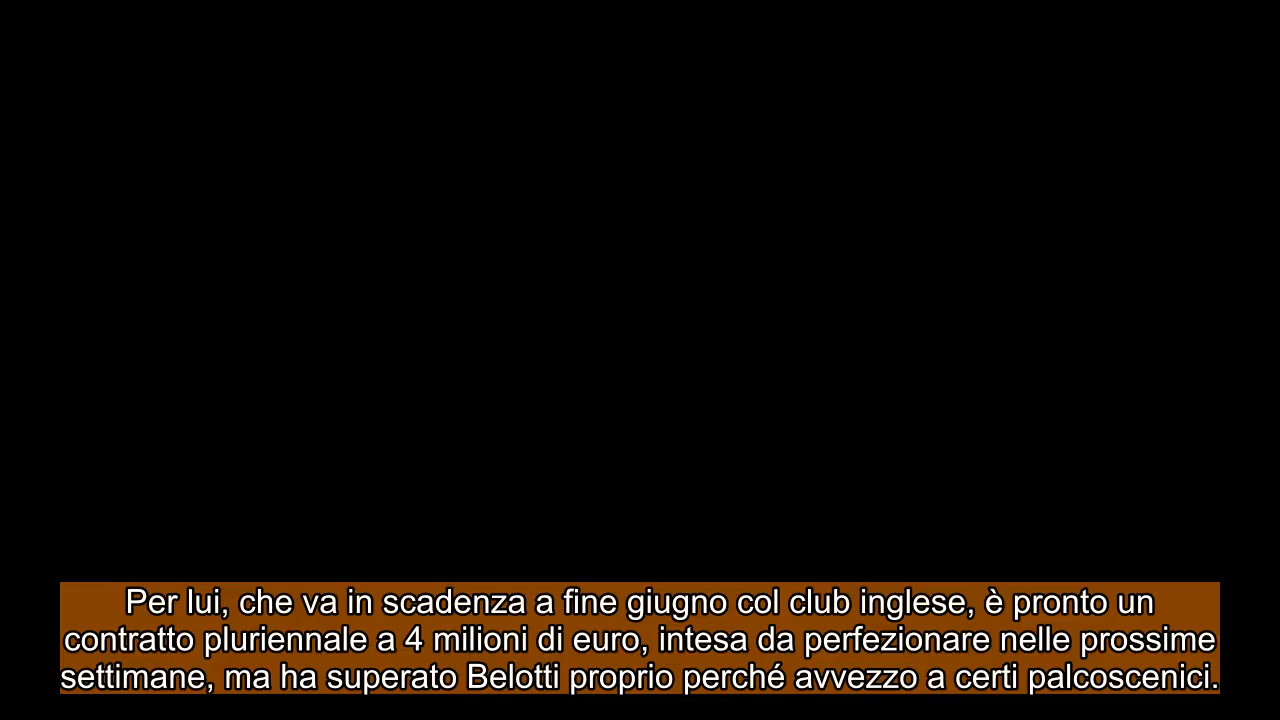 Per lui, che va in scadenza a fine giugno col club inglese, è pronto un
contratto pluriennale a 4 milioni di euro, intesa da perfezionare nelle prossime
settimane, ma ha superato Belotti proprio perché avvezzo a certi palcoscenici.